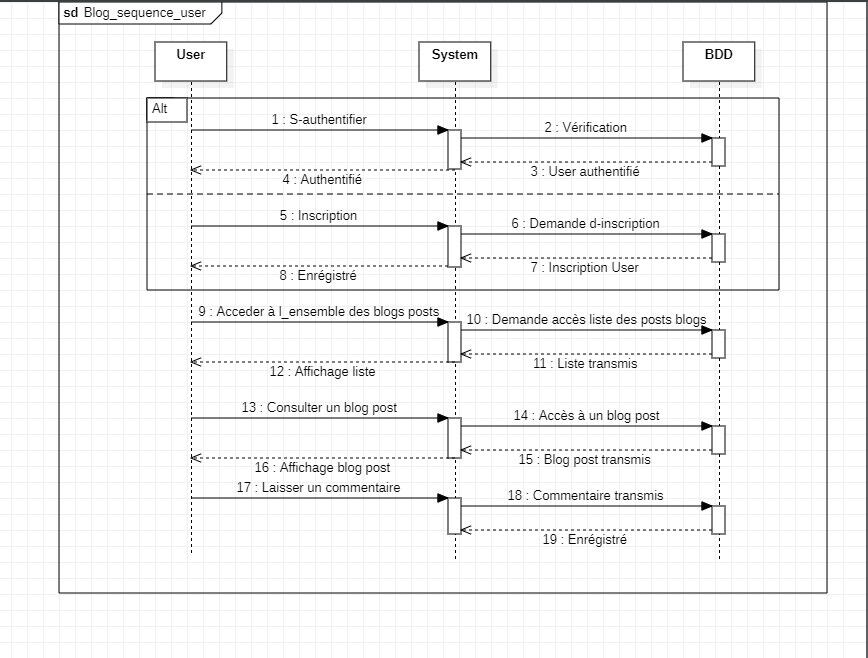 sd Blog_sequence_user
User
System
BDD
Alt
1 : S-authentifier
2 : Vérification
3 : User authentifié
4 : Authentifié
5 : Inscription
6 : Demande d-inscription
7 : Inscription User
8 : Enrégistré
9 : Acceder à l_ensemble des blogs posts
10 : Demande accès liste des posts blogs
11 : Liste transmis
12 : Affichage liste
13 : Consulter un blog post
14 : Accès à un blog post
15 : Blog post transmis
16 : Affichage blog post
17 : Laisser un commentaire
18 : Commentaire transmis
19 : Enrégistré